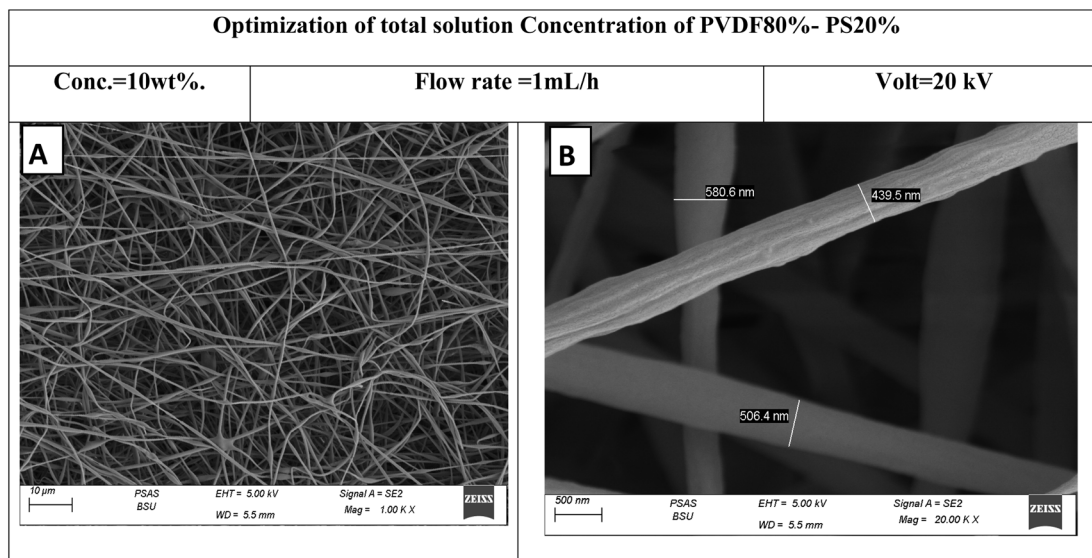 Optimization of total solution Concentration of PVDF80%- PS20%
Conc.=10wt%.
Flow rate =1mL/h
Volt=20 kV
A
B
580.6 nm
439.5 nm
506.4 nm
10 µm
PSAS
BSU
EHT = 5.00 kV
WD = 5.5 mm
Signal A = SE2
Mag = 1.00 K X
ZEISS
500 nm
PSAS
BSU
EHT = 5.00 kV
WD = 5.5 mm
Signal A = SE2
Mag = 20.00 K X
ZEISS